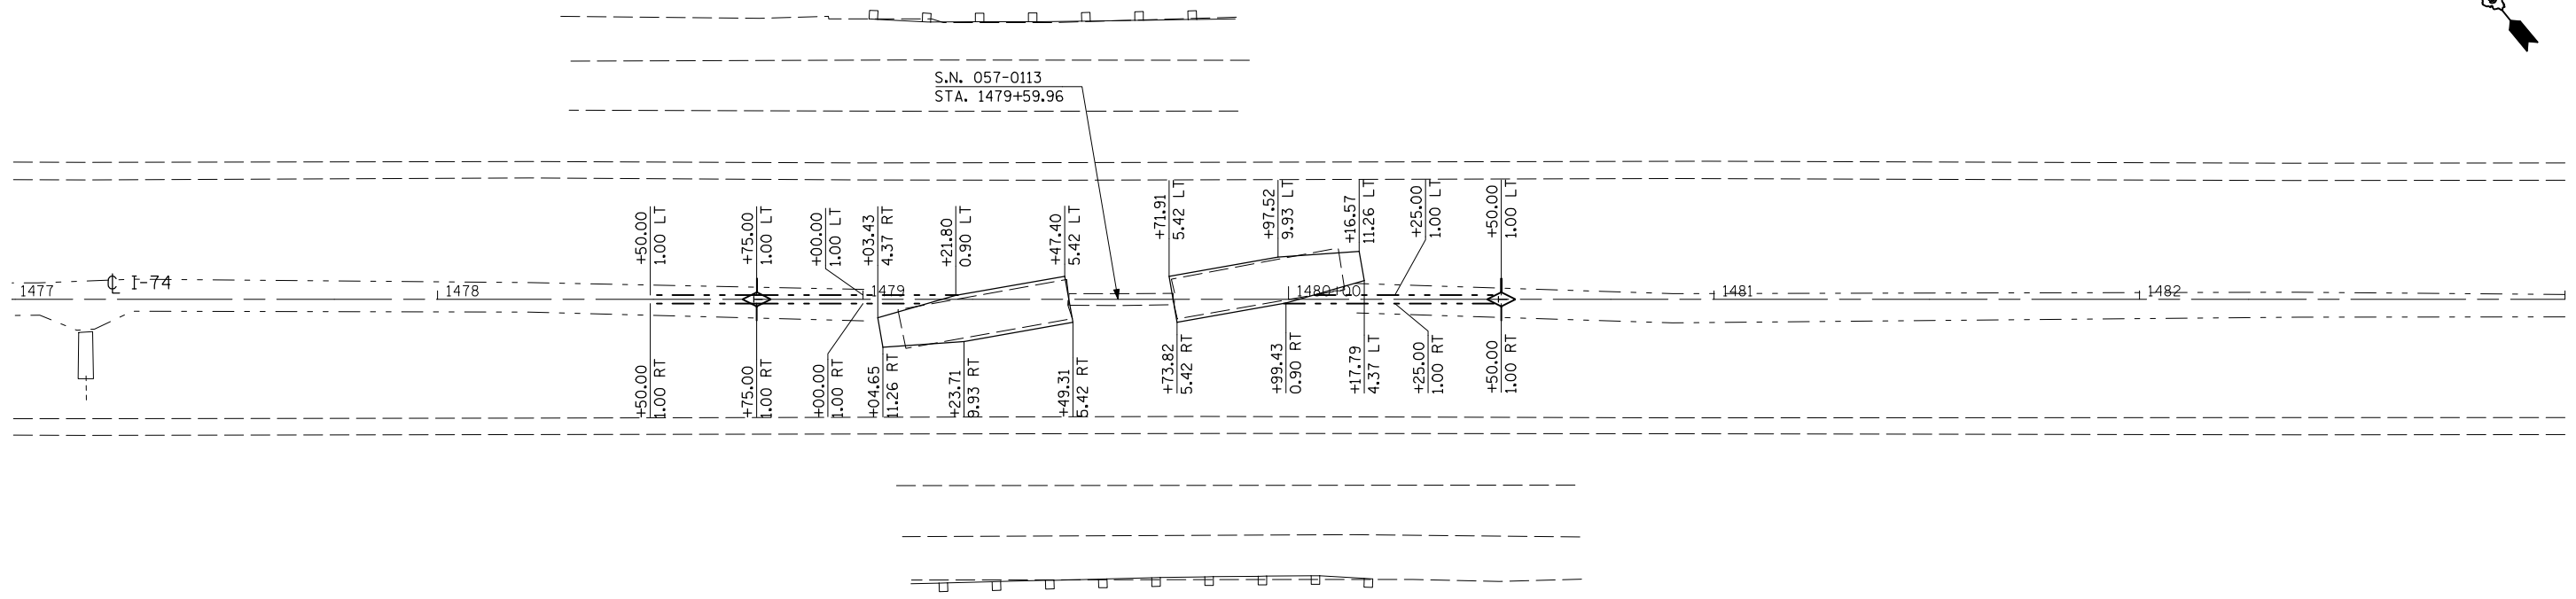 S.N. 057-0113
STA. 1479+59.96
+50.00
1.00 LT
+75.00
1.00 LT
+00.00
1.00 LT
+03.43
4.37 RT
+21.80
0.90 LT
+47.40
5.42 LT
+71.91
5.42 LT
+97.52
9.93 LT
+16.57
11.26 LT
+25.00
1.00 LT
+50.00
1.00 LT
℄ I-74
1477
1478
1479
1480+00
1481
1482
+50.00
1.00 RT
+75.00
1.00 RT
+00.00
1.00 RT
+04.65
11.26 RT
+23.71
9.93 RT
+49.31
5.42 RT
+73.82
5.42 RT
+99.43
0.90 RT
+17.79
4.37 LT
+25.00
1.00 RT
+50.00
1.00 RT